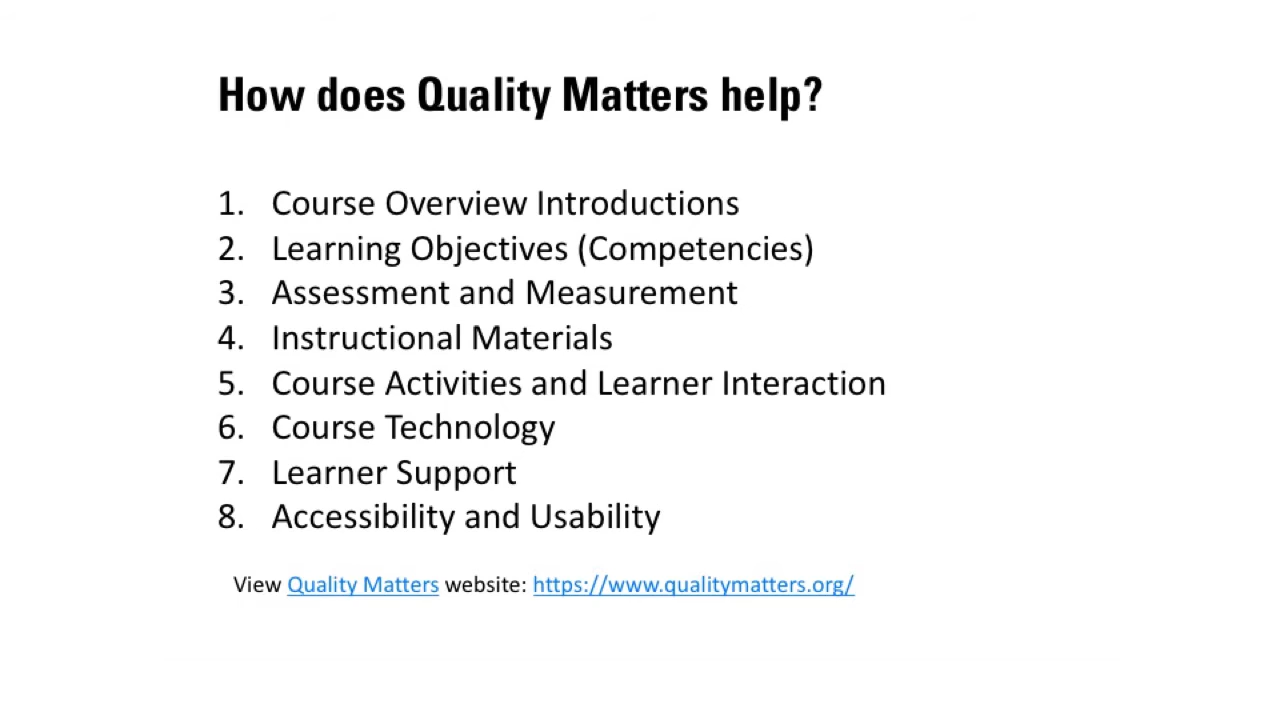 How does Quality Matters help?
1. Course Overview Introductions
2. Learning Objectives (Competencies)
3. Assessment and Measurement
4. Instructional Materials
5. Course Activities and Learner Interaction
6. Course Technology
7. Learner Support
8. Accessibility and Usability
View Quality Matters website: https://www.qualitymatters.org/